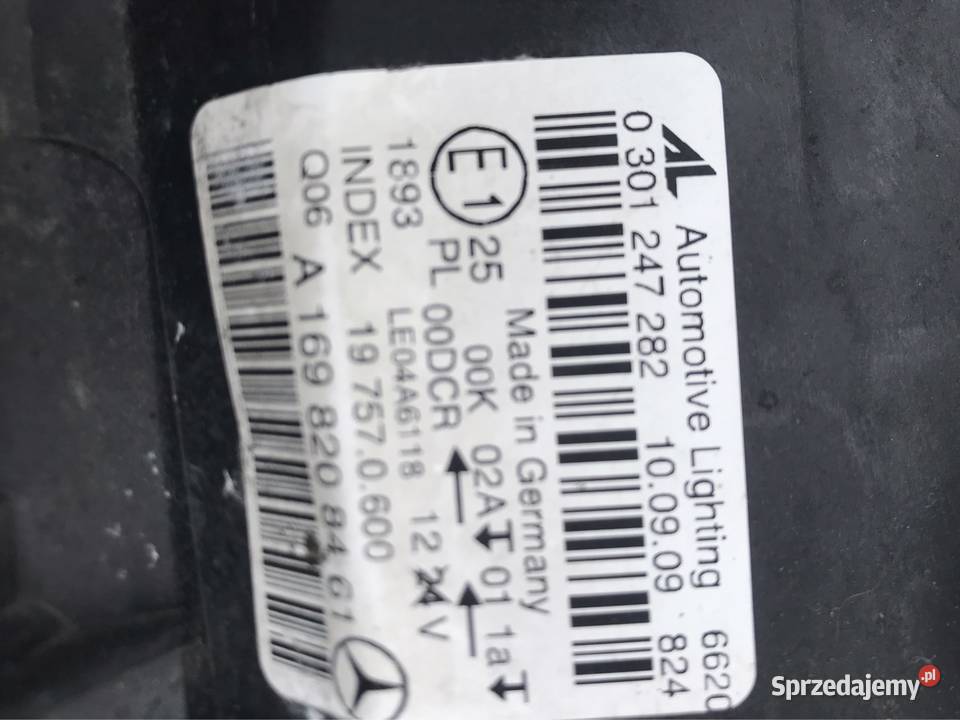 AL Automotive Lighting 6620
0 301 247 282 10.09.09 824
Made in Germany
E1 25 00K 02A 01 1a
1893 PL 00DCR 12 24 V
LE04A6118
INDEX 19 757.0.600
Q06 A 169 820 84 61
Sprzedajemy.pl